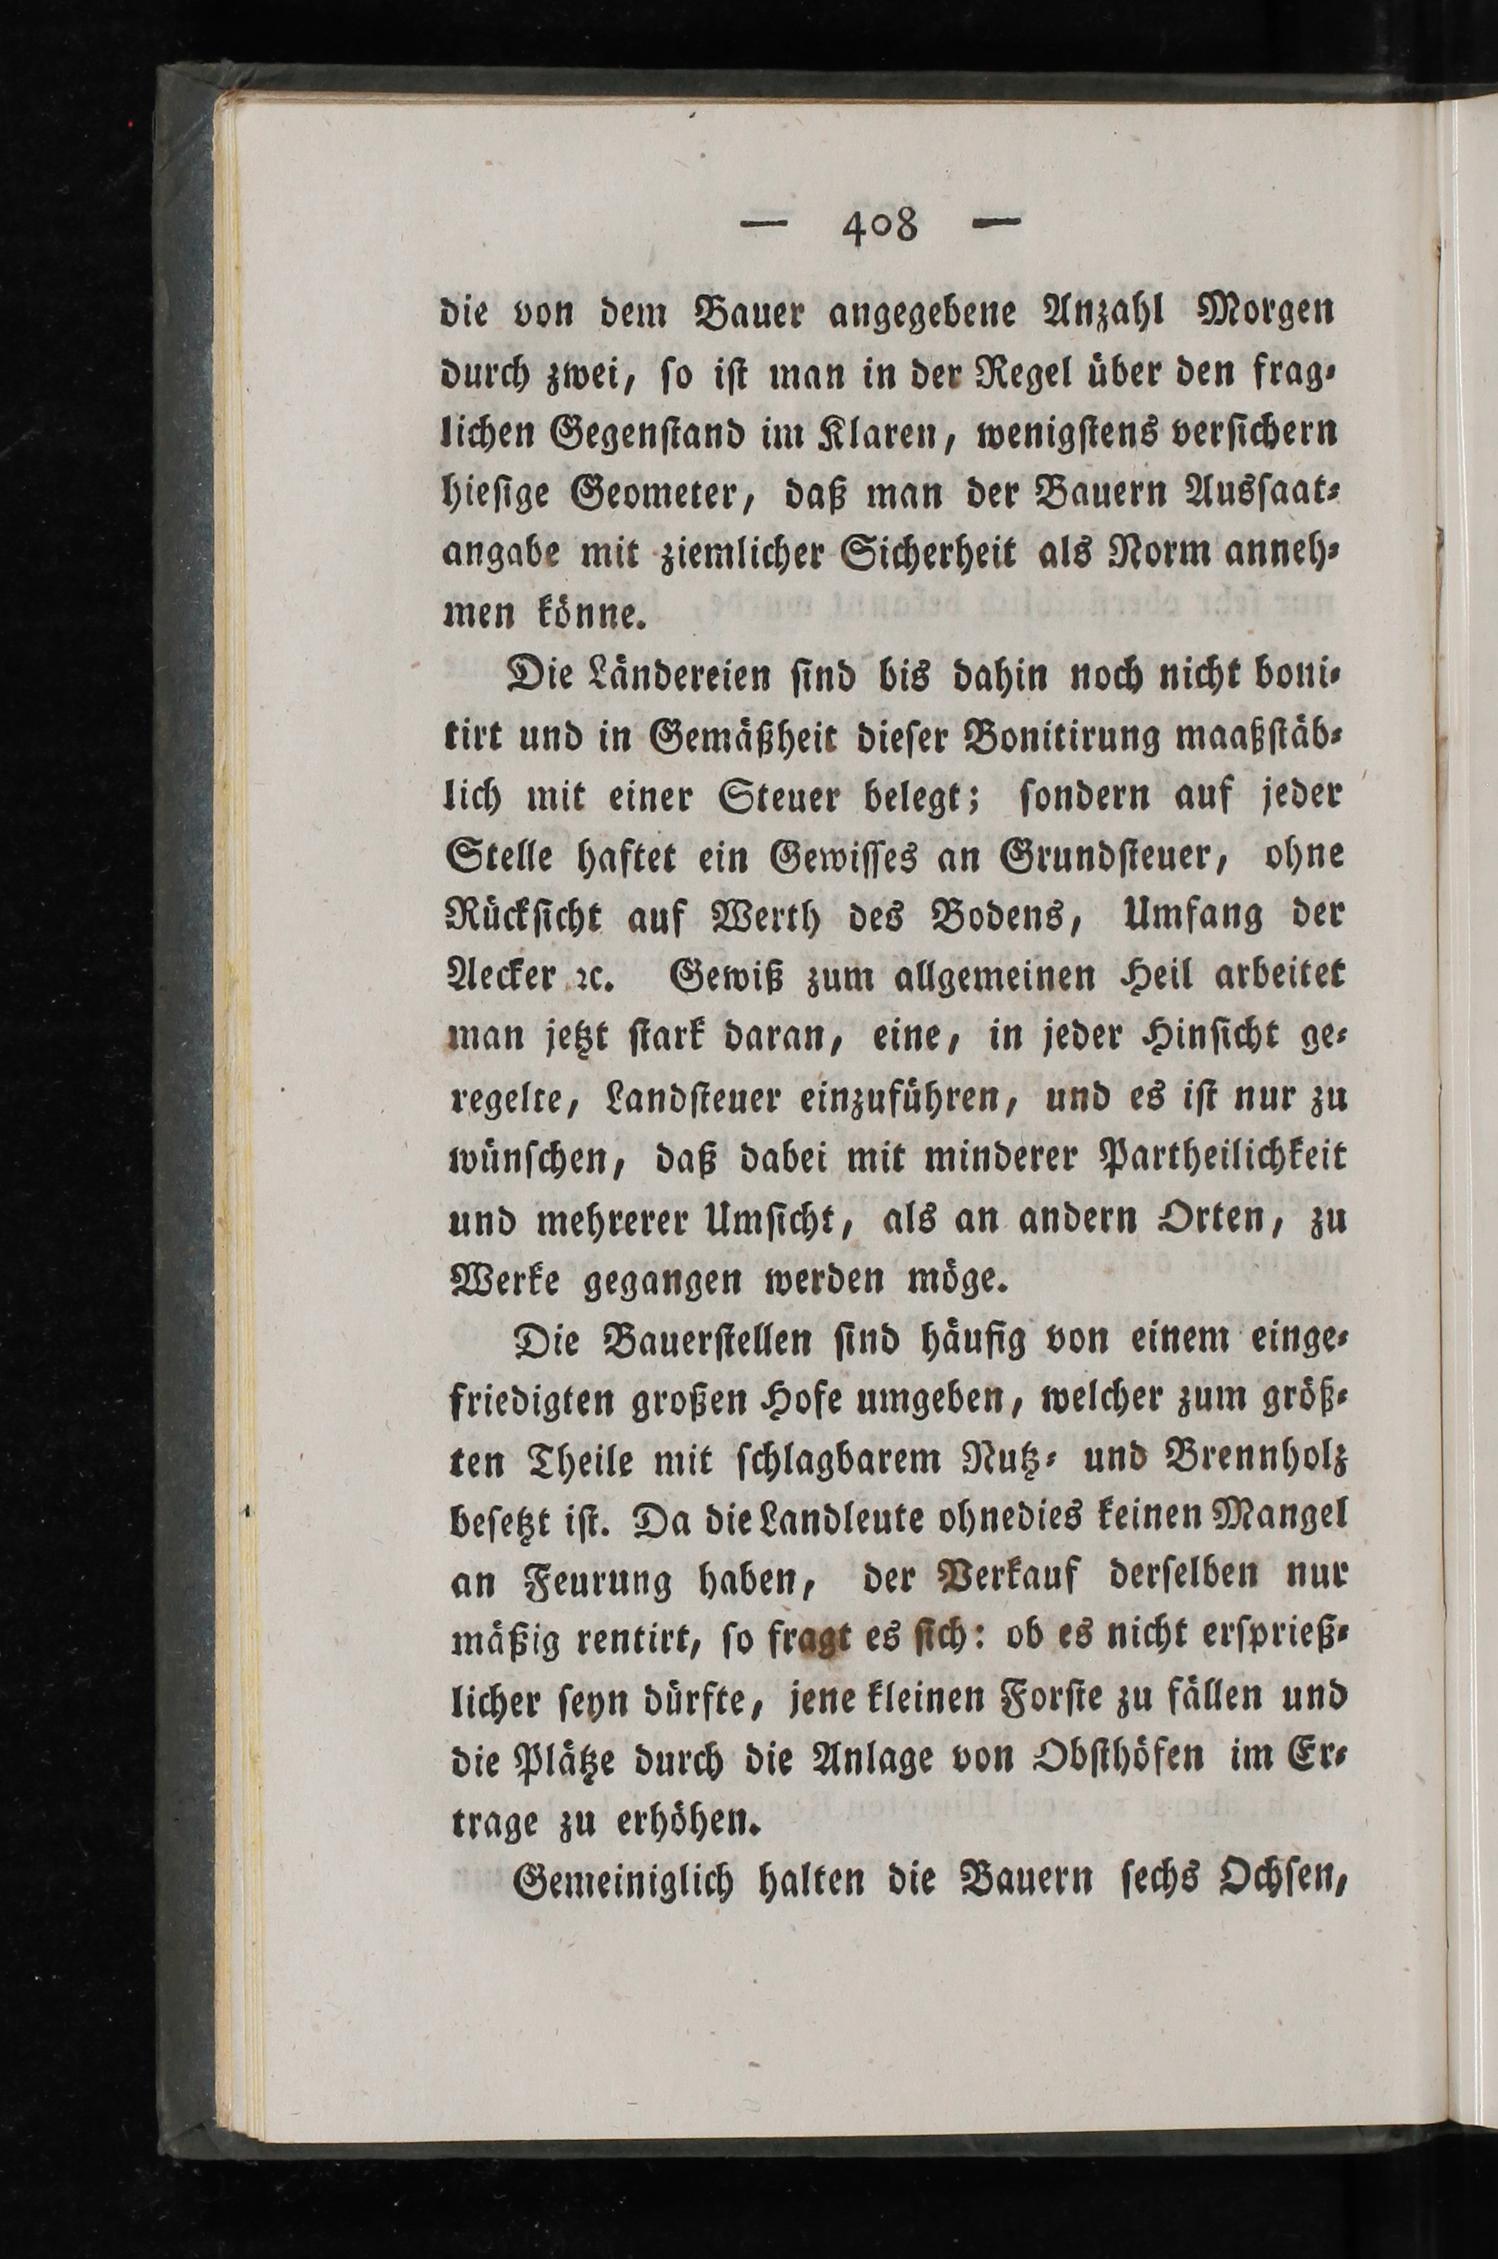 — 408 —
die von dem Bauer angegebene Anzahl Morgen
durch zwei, so ist man in der Regel über den frag-
lichen Gegenstand im Klaren, wenigstens versichern
hiesige Geometer, daß man der Bauern Aussaat-
angabe mit ziemlicher Sicherheit als Norm anneh-
men könne.
Die Ländereien sind bis dahin noch nicht boni-
tirt und in Gemäßheit dieser Bonitirung maaßstäb-
lich mit einer Steuer belegt; sondern auf jeder
Stelle haftet ein Gewisses an Grundsteuer, ohne
Rücksicht auf Werth des Bodens, Umfang der
Aecker ꝛc. Gewiß zum allgemeinen Heil arbeitet
man jetzt stark daran, eine, in jeder Hinsicht ge-
regelte, Landsteuer einzuführen, und es ist nur zu
wünschen, daß dabei mit minderer Partheilichkeit
und mehrerer Umsicht, als an andern Orten, zu
Werke gegangen werden möge.
Die Bauerstellen sind häufig von einem einge-
friedigten großen Hofe umgeben, welcher zum größ-
ten Theile mit schlagbarem Nutz- und Brennholz
besetzt ist. Da die Landleute ohnedies keinen Mangel
an Feurung haben, der Verkauf derselben nur
mäßig rentirt, so fragt es sich: ob es nicht ersprieß-
licher seyn dürfte, jene kleinen Forste zu fällen und
die Plätze durch die Anlage von Obsthöfen im Er-
trage zu erhöhen.
Gemeiniglich halten die Bauern sechs Ochsen,